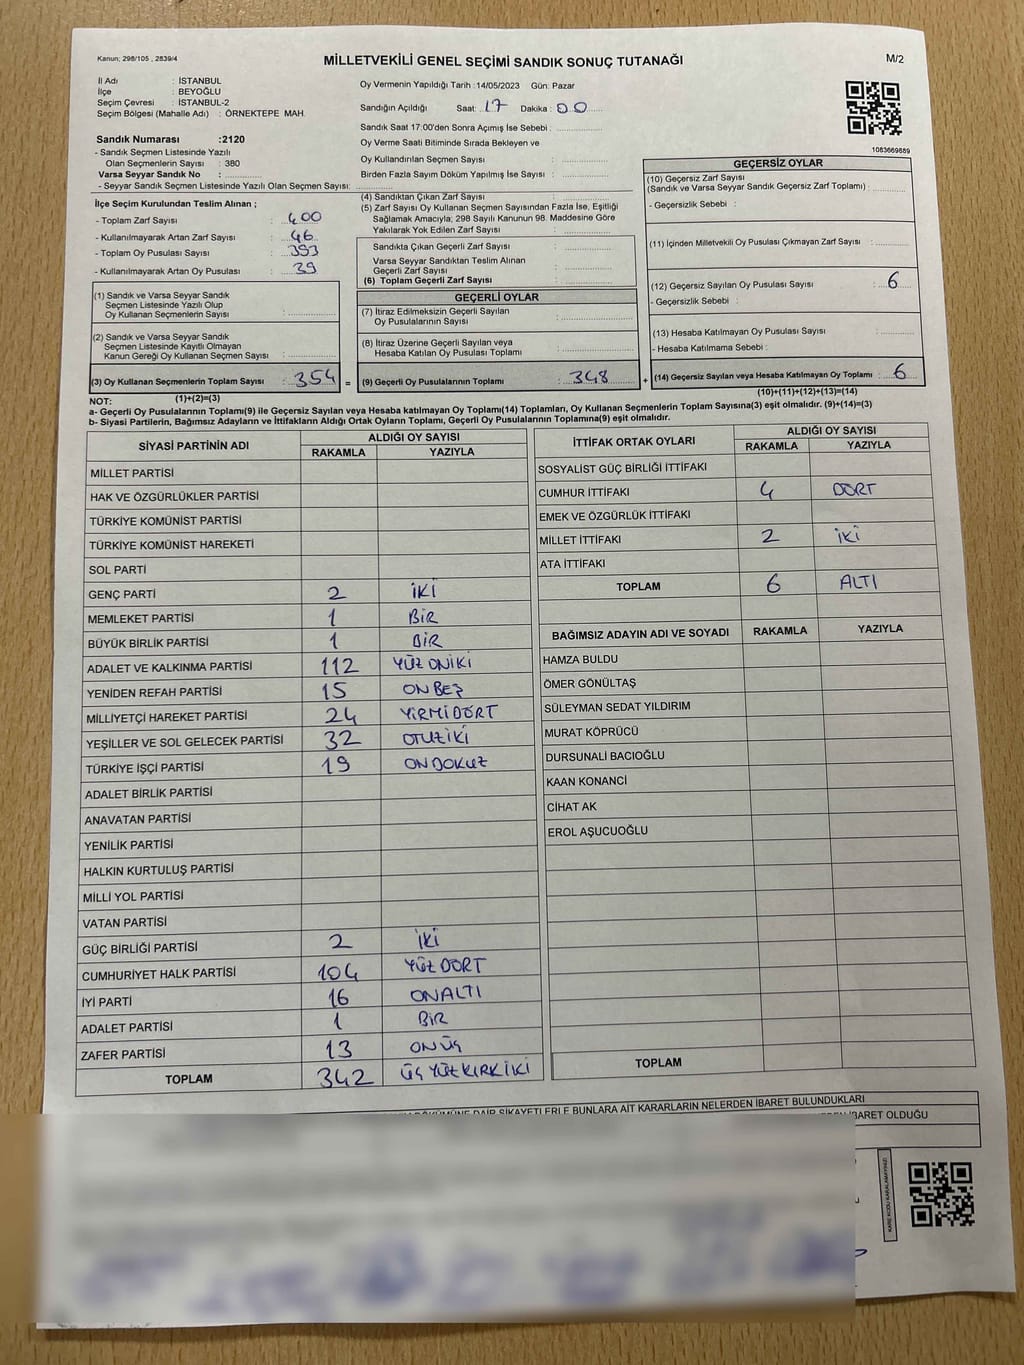 Kanun: 298/105 , 2839/4
MİLLETVEKİLİ GENEL SEÇİMİ SANDIK SONUÇ TUTANAĞI
M/2
İl Adı : İSTANBUL
İlçe : BEYOĞLU
Seçim Çevresi : İSTANBUL-2
Seçim Bölgesi (Mahalle Adı) : ÖRNEKTEPE MAH.
Sandık Numarası :2120
- Sandık Seçmen Listesinde Yazılı
Olan Seçmenlerin Sayısı : 380
Varsa Seyyar Sandık No :
- Seyyar Sandık Seçmen Listesinde Yazılı Olan Seçmen Sayısı:
Oy Vermenin Yapıldığı Tarih :14/05/2023 Gün: Pazar
Sandığın Açıldığı Saat: 17 Dakika : 00
Sandık Saat 17:00'den Sonra Açımış İse Sebebi :
Oy Verme Saati Bitiminde Sırada Bekleyen ve
Oy Kullandırılan Seçmen Sayısı :
Birden Fazla Sayım Döküm Yapılmış İse Sayısı :
1083669889
İlçe Seçim Kurulundan Teslim Alınan ;
- Toplam Zarf Sayısı : 400
- Kullanılmayarak Artan Zarf Sayısı : 46
- Toplam Oy Pusulası Sayısı : 393
- Kullanılmayarak Artan Oy Pusulası : 39
(1) Sandık ve Varsa Seyyar Sandık
Seçmen Listesinde Yazılı Olup
Oy Kullanan Seçmenlerin Sayısı :
(2) Sandık ve Varsa Seyyar Sandık
Seçmen Listesinde Kayıtlı Olmayan
Kanun Gereği Oy Kullanan Seçmen Sayısı :
(3) Oy Kullanan Seçmenlerin Toplam Sayısı : 354 =
(1)+(2)=(3)
(4) Sandıktan Çıkan Zarf Sayısı :
(5) Zarf Sayısı Oy Kullanan Seçmen Sayısından Fazla İse, Eşitliği
Sağlamak Amacıyla; 298 Sayılı Kanunun 98. Maddesine Göre
Yakılarak Yok Edilen Zarf Sayısı :
Sandıkta Çıkan Geçerli Zarf Sayısı :
Varsa Seyyar Sandıktan Teslim Alınan
Geçerli Zarf Sayısı :
(6) Toplam Geçerli Zarf Sayısı :
GEÇERLİ OYLAR
(7) İtiraz Edilmeksizin Geçerli Sayılan
Oy Pusulalarının Sayısı :
(8) İtiraz Üzerine Geçerli Sayılan veya
Hesaba Katılan Oy Pusulası Toplamı :
(9) Geçerli Oy Pusulalarının Toplamı : 348 +
GEÇERSİZ OYLAR
(10) Geçersiz Zarf Sayısı
(Sandık ve Varsa Seyyar Sandık Geçersiz Zarf Toplamı) :
- Geçersizlik Sebebi :
(11) İçinden Milletvekili Oy Pusulası Çıkmayan Zarf Sayısı :
(12) Geçersiz Sayılan Oy Pusulası Sayısı : 6
- Geçersizlik Sebebi :
(13) Hesaba Katılmayan Oy Pusulası Sayısı :
- Hesaba Katılmama Sebebi :
(14) Geçersiz Sayılan veya Hesaba Katılmayan Oy Toplamı : 6
(10)+(11)+(12)+(13)=(14)
NOT:
a- Geçerli Oy Pusulalarının Toplamı(9) ile Geçersiz Sayılan veya Hesaba katılmayan Oy Toplamı(14) Toplamları, Oy Kullanan Seçmenlerin Toplam Sayısına(3) eşit olmalıdır. (9)+(14)=(3)
b- Siyasi Partilerin, Bağımsız Adayların ve İttifakların Aldığı Ortak Oyların Toplamı, Geçerli Oy Pusulalarının Toplamına(9) eşit olmalıdır.
SİYASİ PARTİNİN ADI ALDIĞI OY SAYISI
RAKAMLA YAZIYLA
MİLLET PARTİSİ
HAK VE ÖZGÜRLÜKLER PARTİSİ
TÜRKİYE KOMÜNİST PARTİSİ
TÜRKİYE KOMÜNİST HAREKETİ
SOL PARTİ
GENÇ PARTİ 2 İKİ
MEMLEKET PARTİSİ 1 BİR
BÜYÜK BİRLİK PARTİSİ 1 BİR
ADALET VE KALKINMA PARTİSİ 112 YÜZ ONİKİ
YENİDEN REFAH PARTİSİ 15 ONBEŞ
MİLLİYETÇİ HAREKET PARTİSİ 24 YİRMİDÖRT
YEŞİLLER VE SOL GELECEK PARTİSİ 32 OTUZİKİ
TÜRKİYE İŞÇİ PARTİSİ 19 ONDOKUZ
ADALET BİRLİK PARTİSİ
ANAVATAN PARTİSİ
YENİLİK PARTİSİ
HALKIN KURTULUŞ PARTİSİ
MİLLİ YOL PARTİSİ
VATAN PARTİSİ
GÜÇ BİRLİĞİ PARTİSİ 2 İKİ
CUMHURİYET HALK PARTİSİ 104 YÜZ DÖRT
İYİ PARTİ 16 ONALTI
ADALET PARTİSİ 1 BİR
ZAFER PARTİSİ 13 ONÜÇ
TOPLAM 342 ÜÇ YÜZ KIRK İKİ
İTTİFAK ORTAK OYLARI ALDIĞI OY SAYISI
RAKAMLA YAZIYLA
SOSYALİST GÜÇ BİRLİĞİ İTTİFAKI
CUMHUR İTTİFAKI 4 DÖRT
EMEK VE ÖZGÜRLÜK İTTİFAKI
MİLLET İTTİFAKI 2 İKİ
ATA İTTİFAKI
TOPLAM 6 ALTI
BAĞIMSIZ ADAYIN ADI VE SOYADI RAKAMLA YAZIYLA
HAMZA BULDU
ÖMER GÖNÜLTAŞ
SÜLEYMAN SEDAT YILDIRIM
MURAT KÖPRÜCÜ
DURSUNALİ BACIOĞLU
KAAN KONANCİ
CİHAT AK
EROL AŞUCUOĞLU
TOPLAM
DÖKÜMÜNE DAİR ŞİKAYETLERLE BUNLARA AİT KARARLARIN NELERDEN İBARET BULUNDUKLARI
İBARET OLDUĞU
KARE KODU KARALAMAYINIZ!